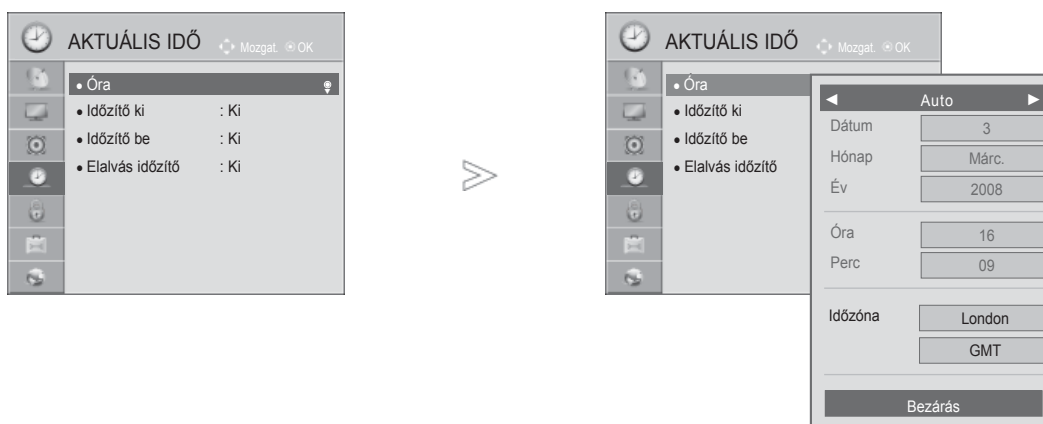 AKTUÁLIS IDŐ Mozgat. OK
• Óra
• Időzítő ki : Ki
• Időzítő be : Ki
• Elalvás időzítő : Ki
AKTUÁLIS IDŐ Mozgat. OK
• Óra
• Időzítő ki
• Időzítő be
• Elalvás időzítő
◄ Auto ►
Dátum 3
Hónap Márc.
Év 2008
Óra 16
Perc 09
Időzóna London
GMT
Bezárás